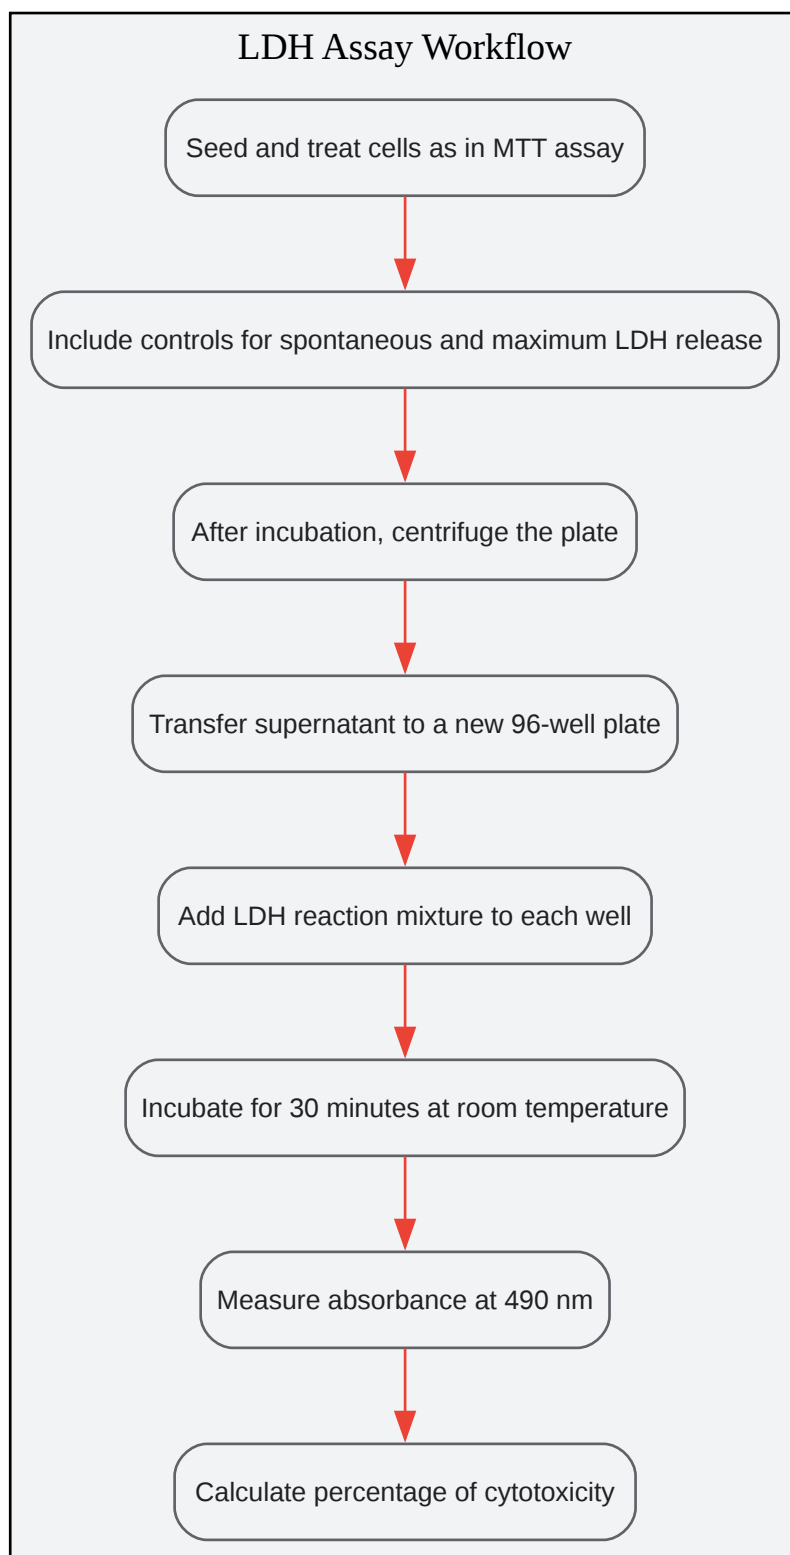 LDH Assay Workflow
Seed and treat cells as in MTT assay
Include controls for spontaneous and maximum LDH release
After incubation, centrifuge the plate
Transfer supernatant to a new 96-well plate
Add LDH reaction mixture to each well
Incubate for 30 minutes at room temperature
Measure absorbance at 490 nm
Calculate percentage of cytotoxicity